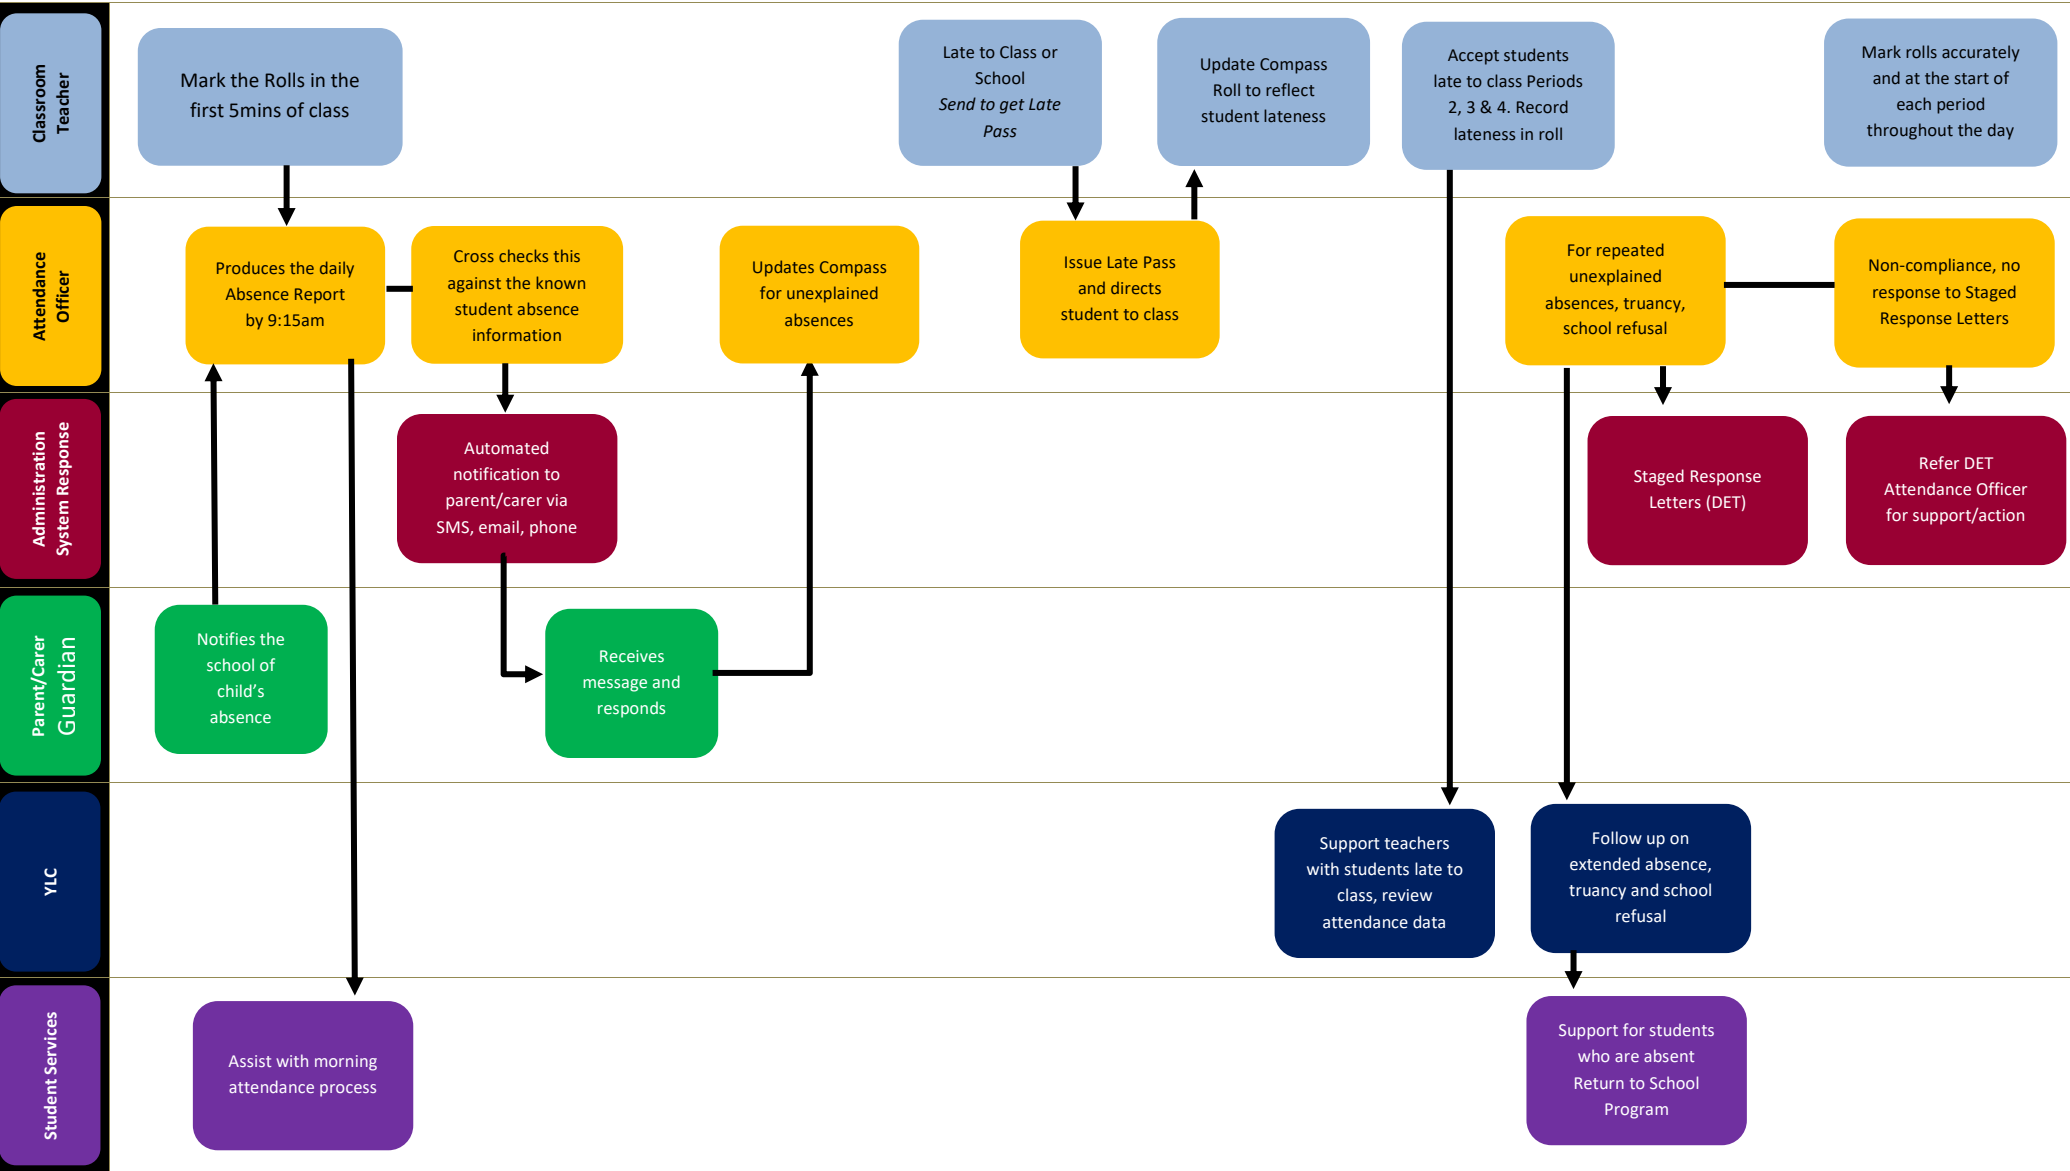 Classroom
Teacher
Mark the Rolls in the
first 5mins of class
Late to Class or
School
Send to get Late
Pass
Update Compass
Roll to reflect
student lateness
Accept students
late to class Periods
2, 3 & 4. Record
lateness in roll
Mark rolls accurately
and at the start of
each period
throughout the day
Attendance
Officer
Produces the daily
Absence Report
by 9:15am
Cross checks this
against the known
student absence
information
Updates Compass
for unexplained
absences
Issue Late Pass
and directs
student to class
For repeated
unexplained
absences, truancy,
school refusal
Non-compliance, no
response to Staged
Response Letters
Administration
System Response
Automated
notification to
parent/carer via
SMS, email, phone
Staged Response
Letters (DET)
Refer DET
Attendance Officer
for support/action
Parent/Carer
Guardian
Notifies the
school of
child’s
absence
Receives
message and
responds
YLC
Support teachers
with students late to
class, review
attendance data
Follow up on
extended absence,
truancy and school
refusal
Student Services
Assist with morning
attendance process
Support for students
who are absent
Return to School
Program